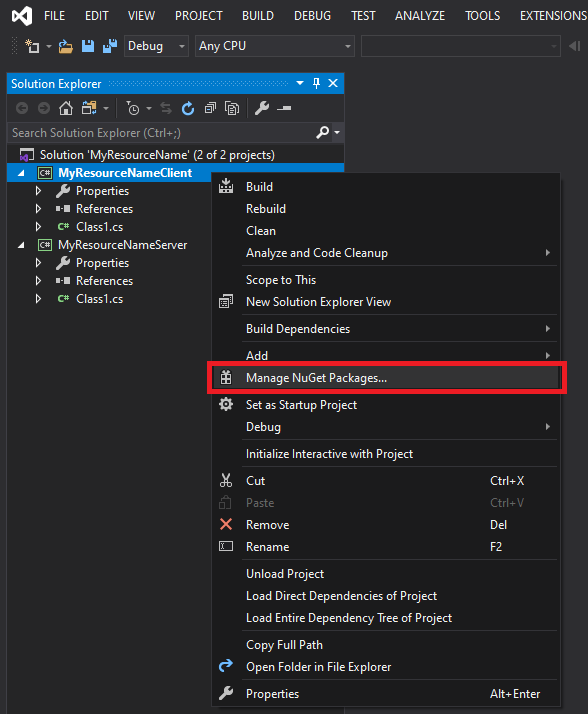 FILE EDIT VIEW PROJECT BUILD DEBUG TEST ANALYZE TOOLS EXTENSIONS
Debug Any CPU
Solution Explorer
Search Solution Explorer (Ctrl+;)
Solution 'MyResourceName' (2 of 2 projects)
C# MyResourceNameClient
Properties
References
C# Class1.cs
C# MyResourceNameServer
Properties
References
C# Class1.cs
Build
Rebuild
Clean
Analyze and Code Cleanup
Scope to This
New Solution Explorer View
Build Dependencies
Add
Manage NuGet Packages...
Set as Startup Project
Debug
Initialize Interactive with Project
Cut Ctrl+X
Paste Ctrl+V
Remove Del
Rename F2
Unload Project
Load Direct Dependencies of Project
Load Entire Dependency Tree of Project
Copy Full Path
Open Folder in File Explorer
Properties Alt+Enter